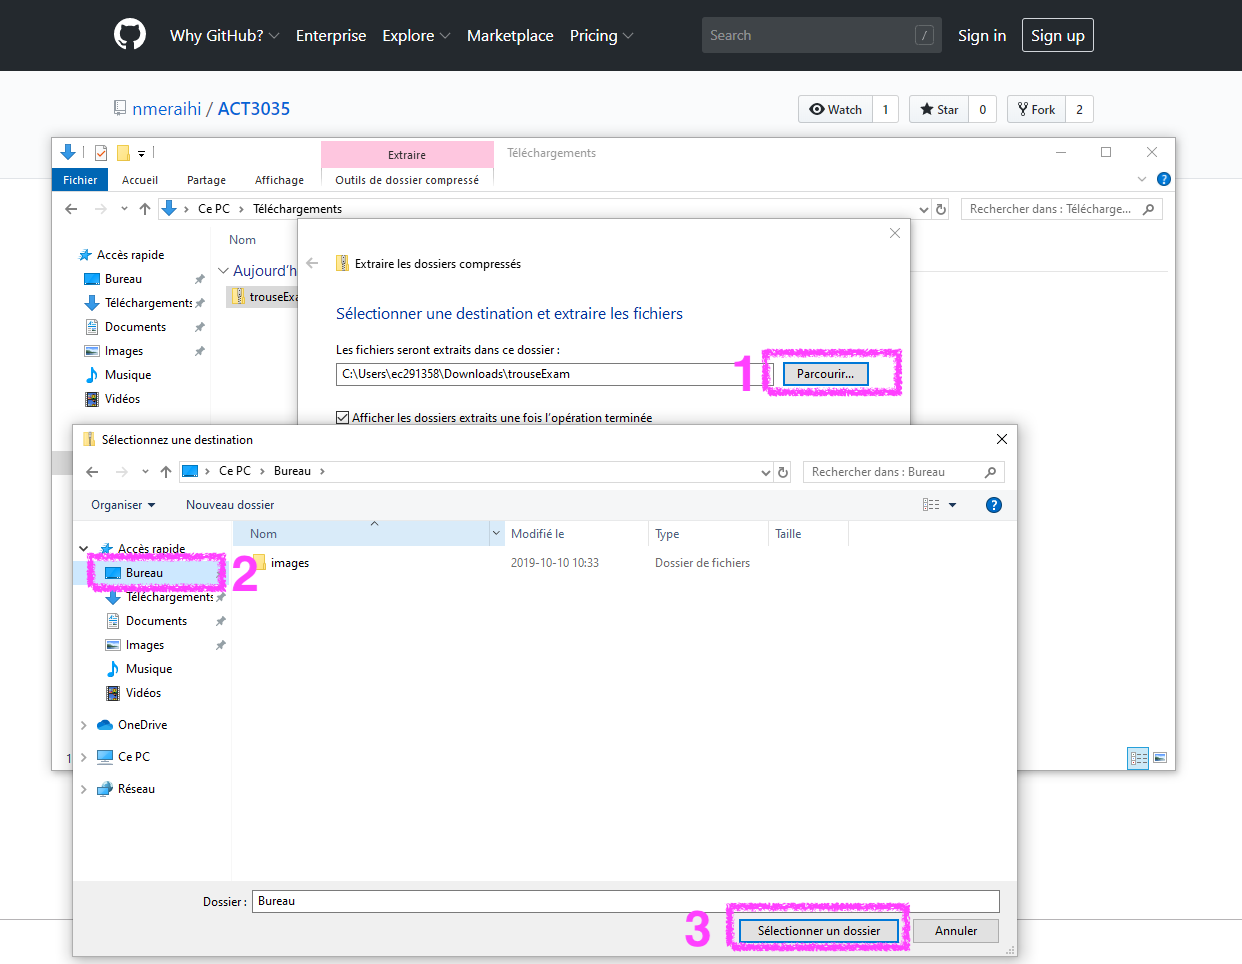 Why GitHub? Enterprise Explore Marketplace Pricing Search / Sign in Sign up
nmeraihi / ACT3035 Watch 1 Star 0 Fork 2
Extraire Téléchargements
Fichier Accueil Partage Affichage Outils de dossier compressé
Ce PC Téléchargements Rechercher dans : Télécharge...
Nom
Accès rapide
Bureau
Téléchargements
Documents
Images
Musique
Vidéos
Aujourd'h
trouseExa
Extraire les dossiers compressés
Sélectionner une destination et extraire les fichiers
Les fichiers seront extraits dans ce dossier :
C:\Users\ec291358\Downloads\trouseExam 1 Parcourir...
Afficher les dossiers extraits une fois l'opération terminée
Sélectionnez une destination
Ce PC Bureau Rechercher dans : Bureau
Organiser Nouveau dossier
Nom Modifié le Type Taille
images 2019-10-10 10:33 Dossier de fichiers
Accès rapide
Bureau 2
Téléchargements
Documents
Images
Musique
Vidéos
OneDrive
1 Ce PC
Réseau
Dossier : Bureau
3 Sélectionner un dossier Annuler